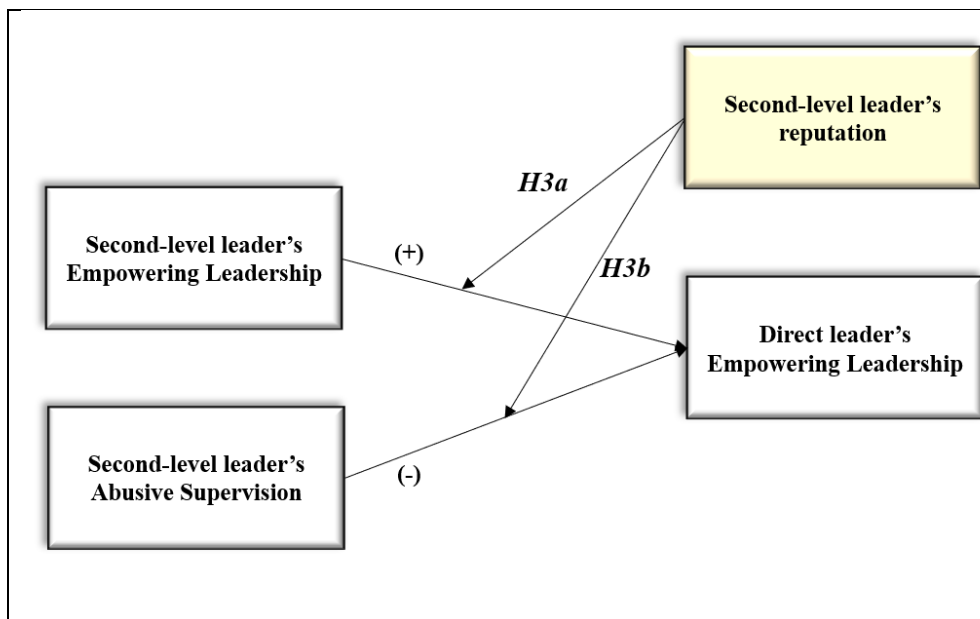 Second-level leader’s
reputation
H3a
Second-level leader’s
Empowering Leadership
(+)
H3b
Direct leader’s
Empowering Leadership
Second-level leader’s
Abusive Supervision
(-)